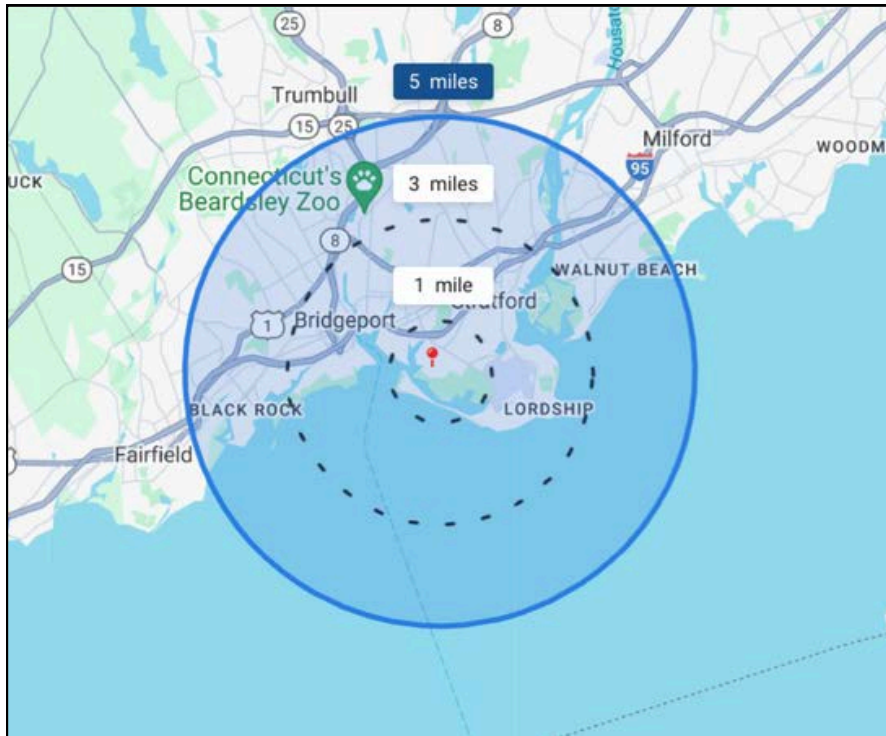 25
8
5 miles
Trumbull
15
25
Milford
95
WOODM
Connecticut's
Beardsley Zoo
3 miles
UCK
8
15
WALNUT BEACH
1 mile
Stratford
1
Bridgeport
BLACK ROCK
LORDSHIP
Fairfield
Housato